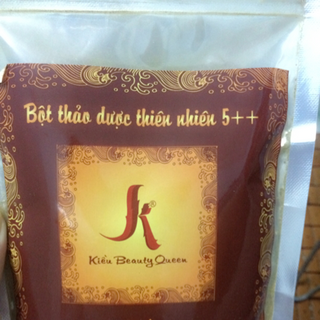 Bột thảo dược thiên nhiên 5++
K
Kiều Beauty Queen